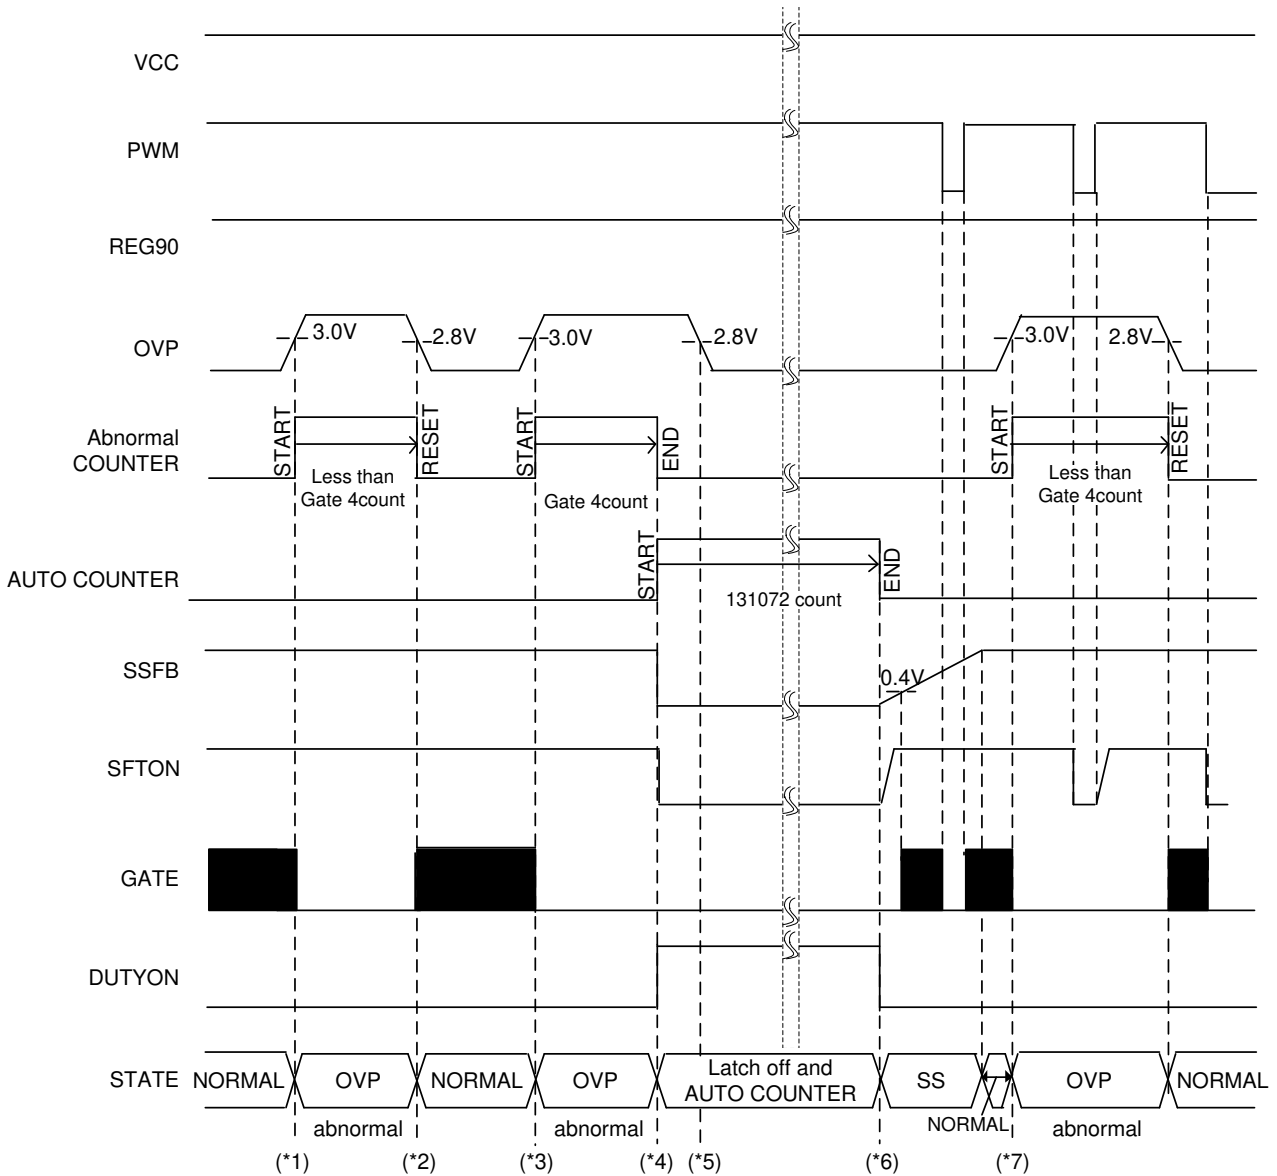 VCC
PWM
REG90
OVP
3.0V
2.8V
3.0V
2.8V
3.0V
2.8V
Abnormal
COUNTER
START
RESET
START
END
START
RESET
Less than
Gate 4count
Gate 4count
Less than
Gate 4count
AUTO COUNTER
START
END
131072 count
SSFB
0.4V
SFTON
GATE
DUTYON
STATE
NORMAL
OVP
NORMAL
OVP
Latch off and
AUTO COUNTER
SS
NORMAL
OVP
NORMAL
abnormal
abnormal
abnormal
(*1)
(*2)
(*3)
(*4)
(*5)
(*6)
(*7)